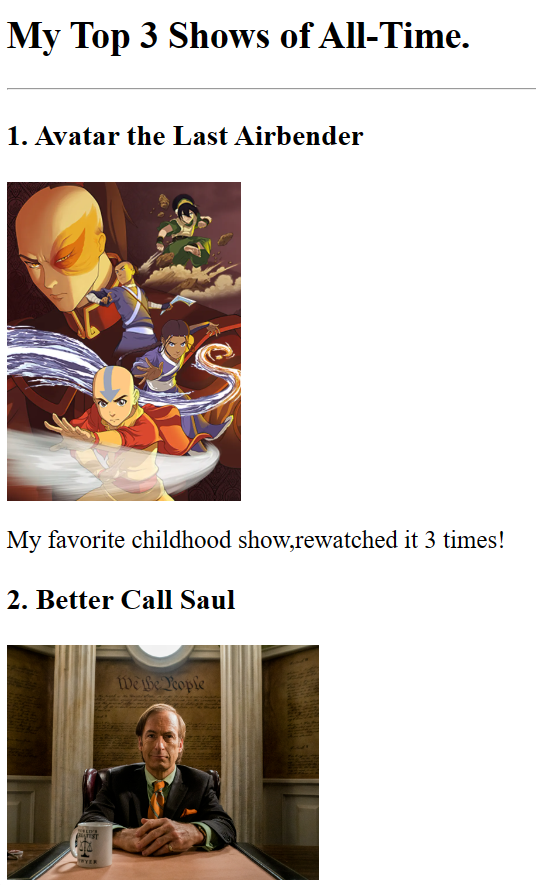 My Top 3 Shows of All-Time.
1. Avatar the Last Airbender
My favorite childhood show,rewatched it 3 times!
2. Better Call Saul
We the People